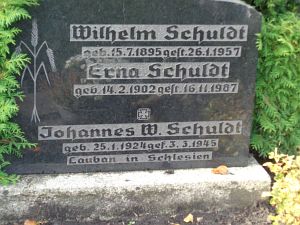 Wilhelm Schuldt
geb. 15.7.1895 gest. 26.1.1957
Erna Schuldt
geb. 14.2.1902 gest. 16.11.1987
Johannes W. Schuldt
geb. 25.1.1924 gef. 3.3.1945
Lauban in Schlesien